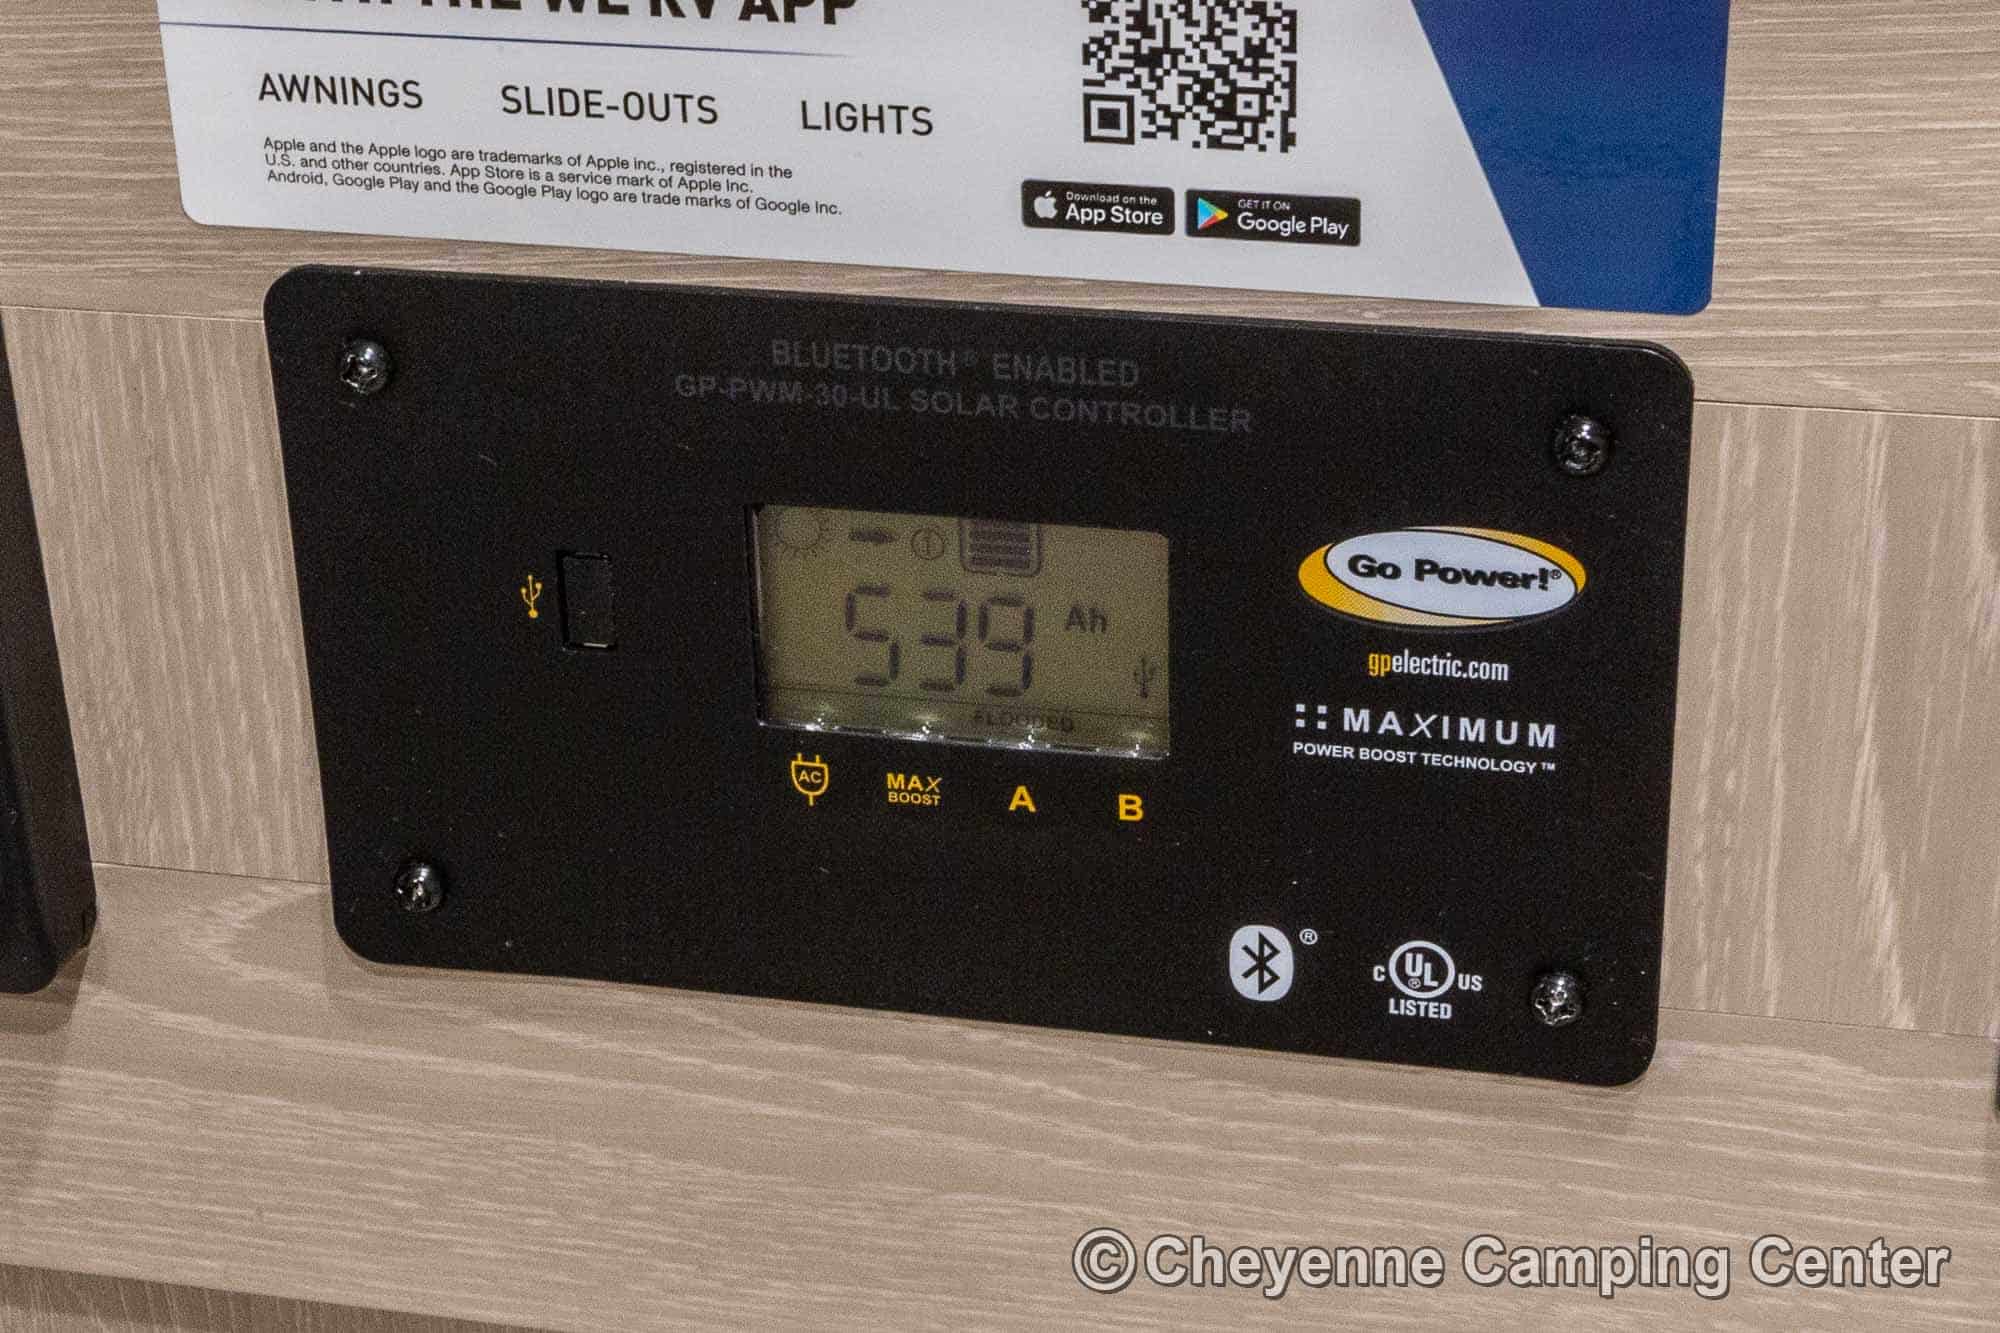 THE WE RV APP
AWNINGS SLIDE-OUTS LIGHTS
Apple and the Apple logo are trademarks of Apple Inc., registered in the
U.S. and other countries. App Store is a service mark of Apple Inc.
Android, Google Play and the Google Play logo are trade marks of Google Inc.
Download on the
App Store
GET IT ON
Google Play
BLUETOOTH® ENABLED
GP-PWM-30-UL SOLAR CONTROLLER
539 Ah
FLOODED
AC
MAX
BOOST
A
B
Go Power!®
gpelectric.com
MAXIMUM
POWER BOOST TECHNOLOGY™
®
C UL® US
LISTED
©Cheyenne Camping Center